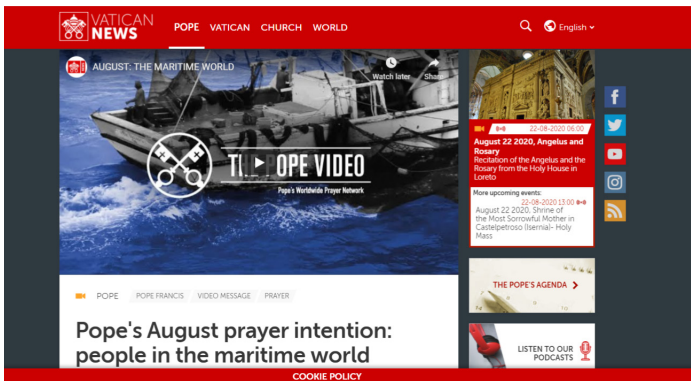 VATICAN
NEWS
POPE VATICAN CHURCH WORLD
English
AUGUST: THE MARITIME WORLD
Watch later
Share
THE POPE VIDEO
Pope's Worldwide Prayer Network
POPE
POPE FRANCIS
VIDEO MESSAGE
PRAYER
Pope's August prayer intention:
people in the maritime world
22-08-2020 06:00
August 22 2020, Angelus and
Rosary
Recitation of the Angelus and the
Rosary from the Holy House in
Loreto
More upcoming events:
22-08-2020 13:00
August 22 2020, Shrine of
the Most Sorrowful Mother in
Castelpetroso (Isernia)- Holy
Mass
THE POPE'S AGENDA
LISTEN TO OUR
PODCASTS
COOKIE POLICY